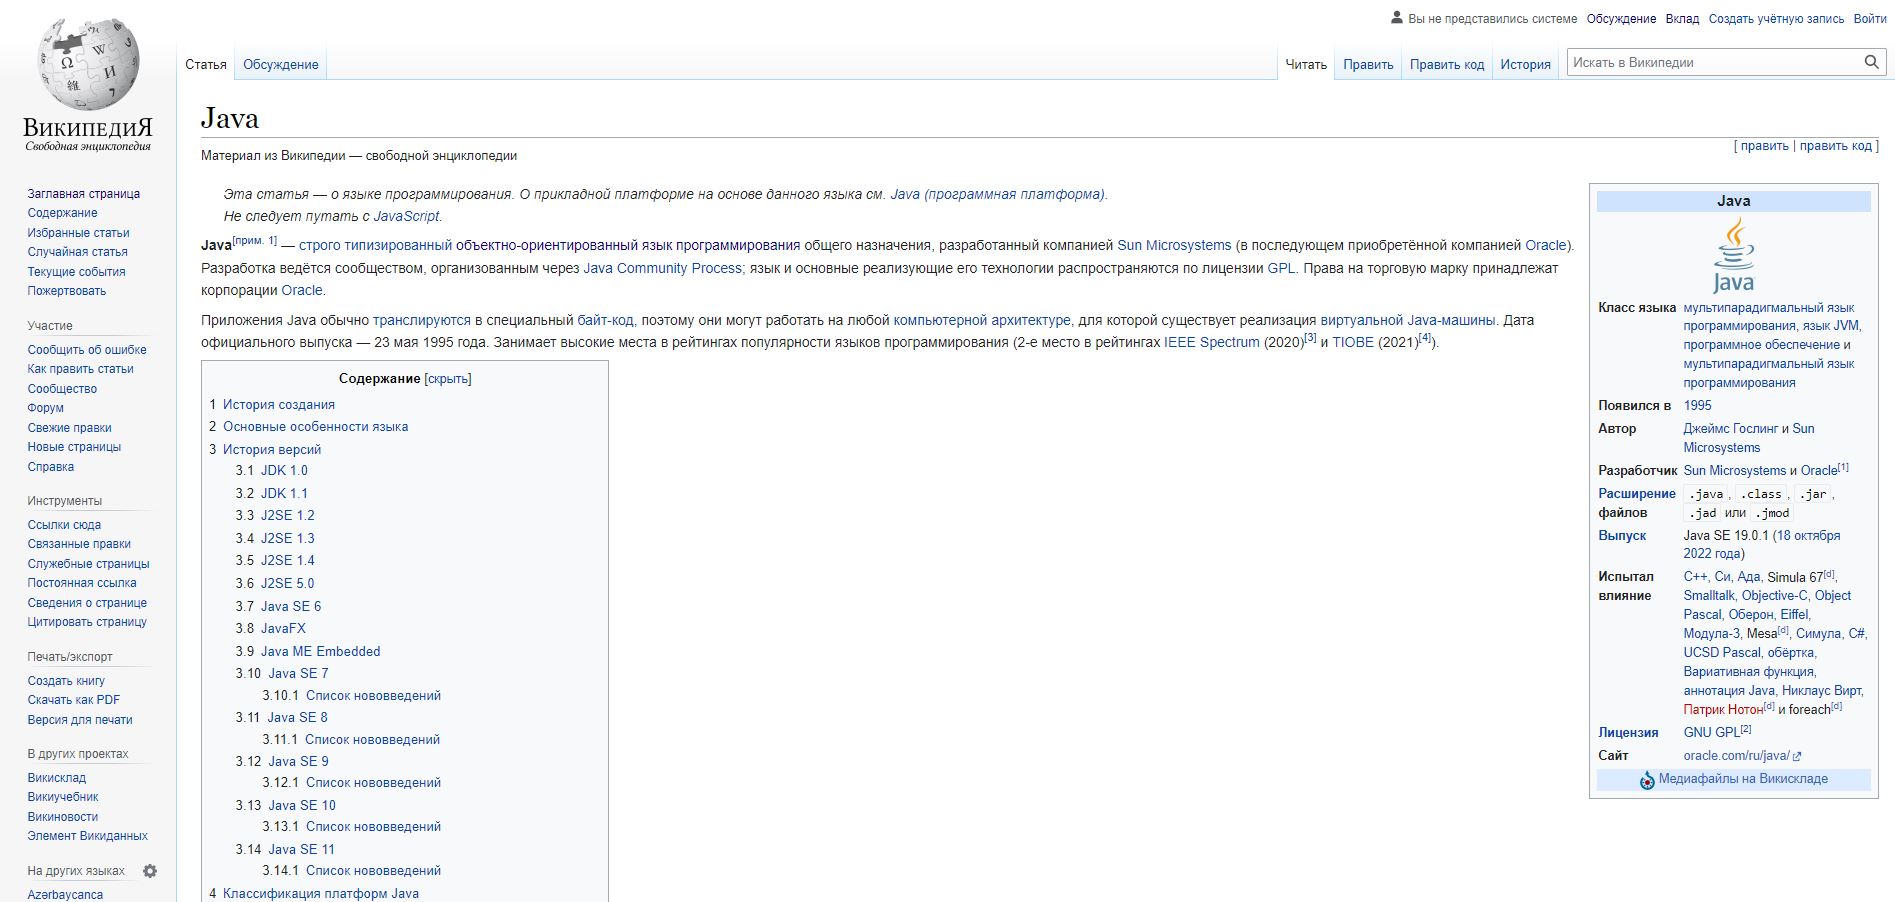 Вы не представились системе Обсуждение Вклад Создать учётную запись Войти
Статья Обсуждение Читать Править Править код История Искать в Википедии
ВИКИПЕДИЯ
Свободная энциклопедия
Заглавная страница
Содержание
Избранные статьи
Случайная статья
Текущие события
Пожертвовать
Участие
Сообщить об ошибке
Как править статьи
Сообщество
Форум
Свежие правки
Новые страницы
Справка
Инструменты
Ссылки сюда
Связанные правки
Служебные страницы
Постоянная ссылка
Сведения о странице
Цитировать страницу
Печать/экспорт
Создать книгу
Скачать как PDF
Версия для печати
В других проектах
Викисклад
Викиучебник
Викиновости
Элемент Викиданных
На других языках
Azərbaycanca
Java
[ править | править код ]
Материал из Википедии — свободной энциклопедии
Эта статья — о языке программирования. О прикладной платформе на основе данного языка см. Java (программная платформа).
Не следует путать с JavaScript.
Java[прим. 1] — строго типизированный объектно-ориентированный язык программирования общего назначения, разработанный компанией Sun Microsystems (в последующем приобретённой компанией Oracle).
Разработка ведётся сообществом, организованным через Java Community Process; язык и основные реализующие его технологии распространяются по лицензии GPL. Права на торговую марку принадлежат
корпорации Oracle.
Приложения Java обычно транслируются в специальный байт-код, поэтому они могут работать на любой компьютерной архитектуре, для которой существует реализация виртуальной Java-машины. Дата
официального выпуска — 23 мая 1995 года. Занимает высокие места в рейтингах популярности языков программирования (2-е место в рейтингах IEEE Spectrum (2020)[3] и TIOBE (2021)[4]).
Содержание [скрыть]
1 История создания
2 Основные особенности языка
3 История версий
3.1 JDK 1.0
3.2 JDK 1.1
3.3 J2SE 1.2
3.4 J2SE 1.3
3.5 J2SE 1.4
3.6 J2SE 5.0
3.7 Java SE 6
3.8 JavaFX
3.9 Java ME Embedded
3.10 Java SE 7
3.10.1 Список нововведений
3.11 Java SE 8
3.11.1 Список нововведений
3.12 Java SE 9
3.12.1 Список нововведений
3.13 Java SE 10
3.13.1 Список нововведений
3.14 Java SE 11
3.14.1 Список нововведений
4 Классификация платформ Java
Java
Java
Класс языка мультипарадигмальный язык
программирования, язык JVM,
программное обеспечение и
мультипарадигмальный язык
программирования
Появился в 1995
Автор Джеймс Гослинг и Sun
Microsystems
Разработчик Sun Microsystems и Oracle[1]
Расширение .java, .class, .jar,
файлов .jad или .jmod
Выпуск Java SE 19.0.1 (18 октября
2022 года)
Испытал C++, Си, Ада, Simula 67[d],
влияние Smalltalk, Objective-C, Object
Pascal, Оберон, Eiffel,
Модула-3, Mesa[d], Симула, C#,
UCSD Pascal, обёртка,
Вариативная функция,
аннотация Java, Никлаус Вирт,
Патрик Нотон[d] и foreach[d]
Лицензия GNU GPL[2]
Сайт oracle.com/ru/java/
Медиафайлы на Викискладе